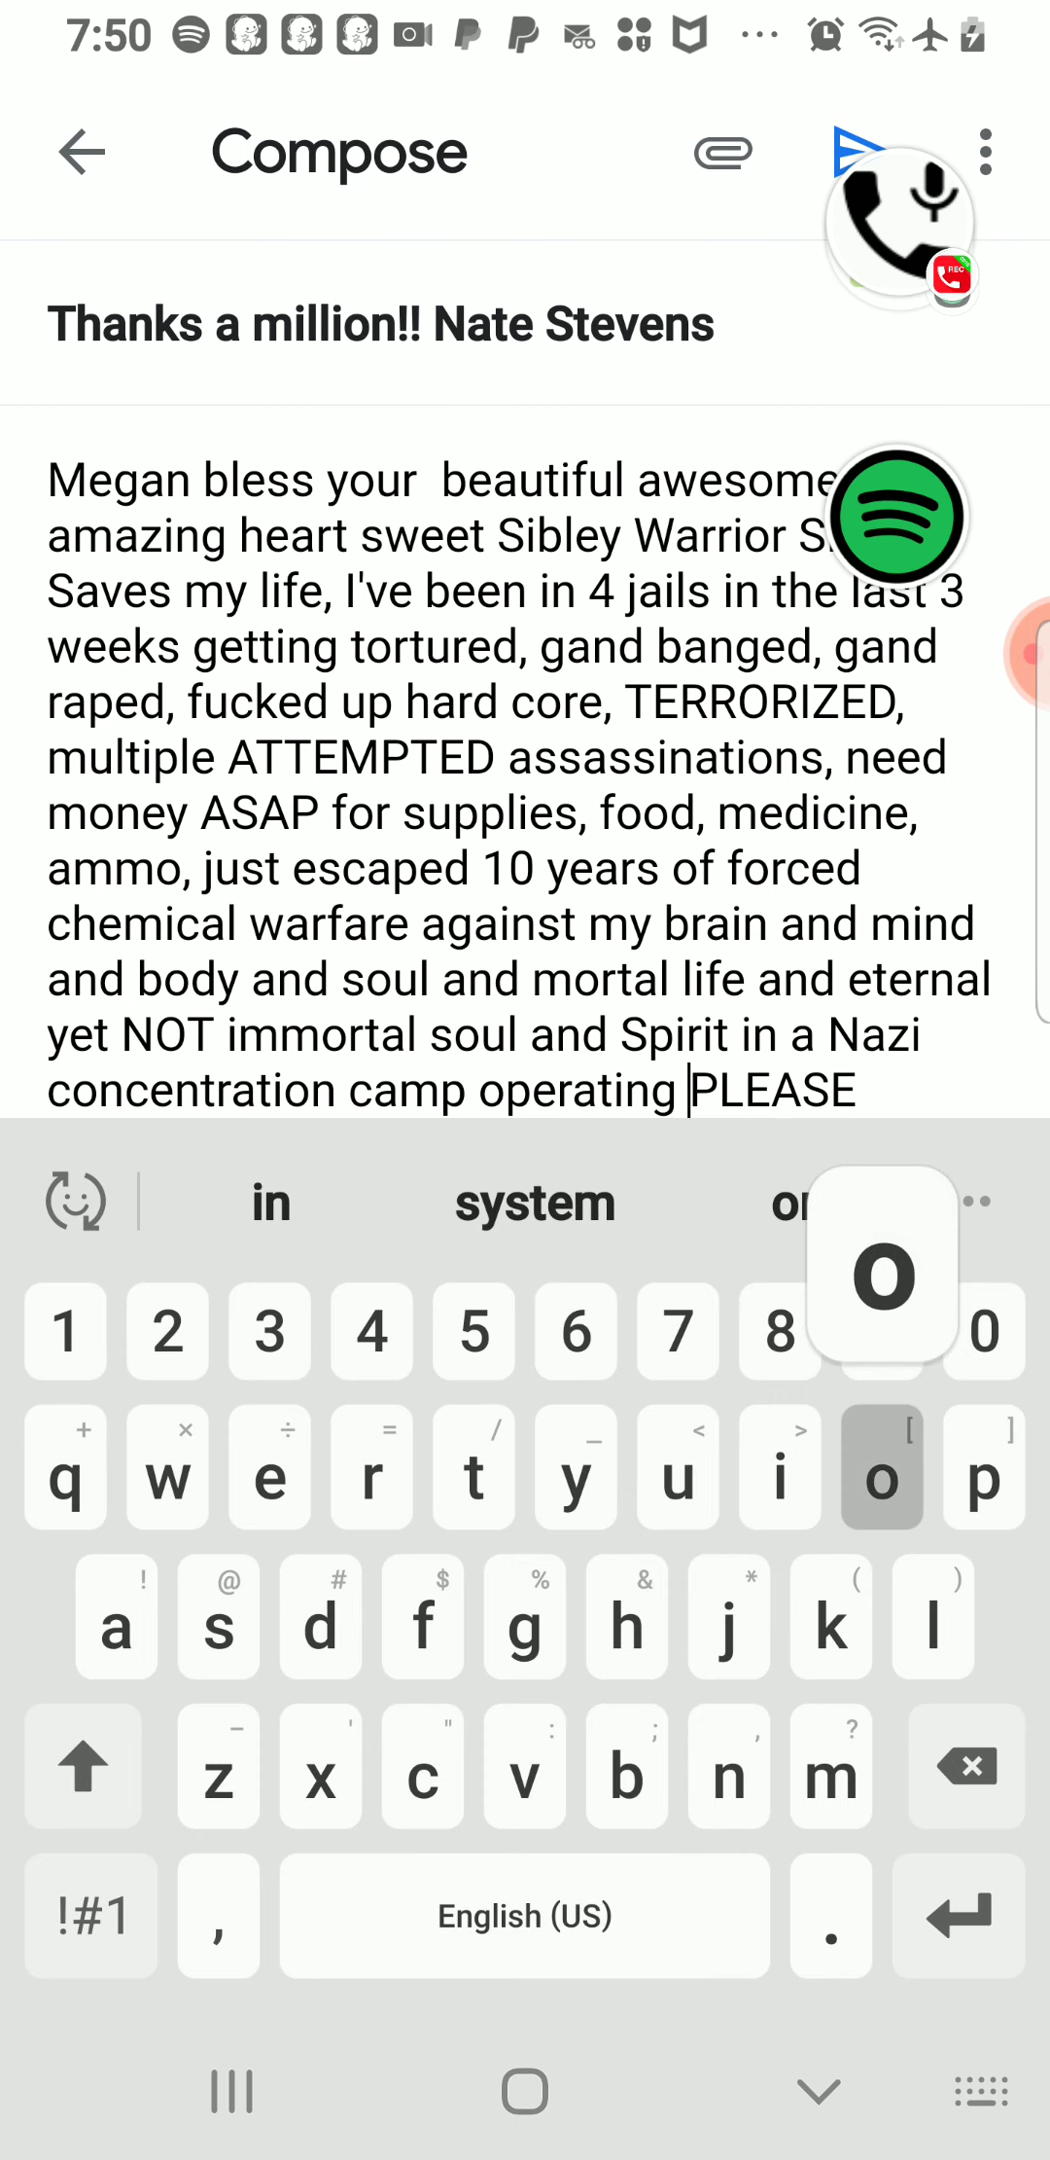 7:50
Compose
Thanks a million!! Nate Stevens
Megan bless your  beautiful awesome
amazing heart sweet Sibley Warrior
Saves my life, I've been in 4 jails in the last 3
weeks getting tortured, gand banged, gand
raped, fucked up hard core, TERRORIZED,
multiple ATTEMPTED assassinations, need
money ASAP for supplies, food, medicine,
ammo, just escaped 10 years of forced
chemical warfare against my brain and mind
and body and soul and mortal life and eternal
yet NOT immortal soul and Spirit in a Nazi
concentration camp operating PLEASE
in system
o
1 2 3 4 5 6 7 8 0
+ × ÷ = / _ < > [ ]
q w e r t y u i o p
! @ # $ % & * ( )
a s d f g h j k l
- ' " : ; , ?
z x c v b n m
!#1 , English (US) .